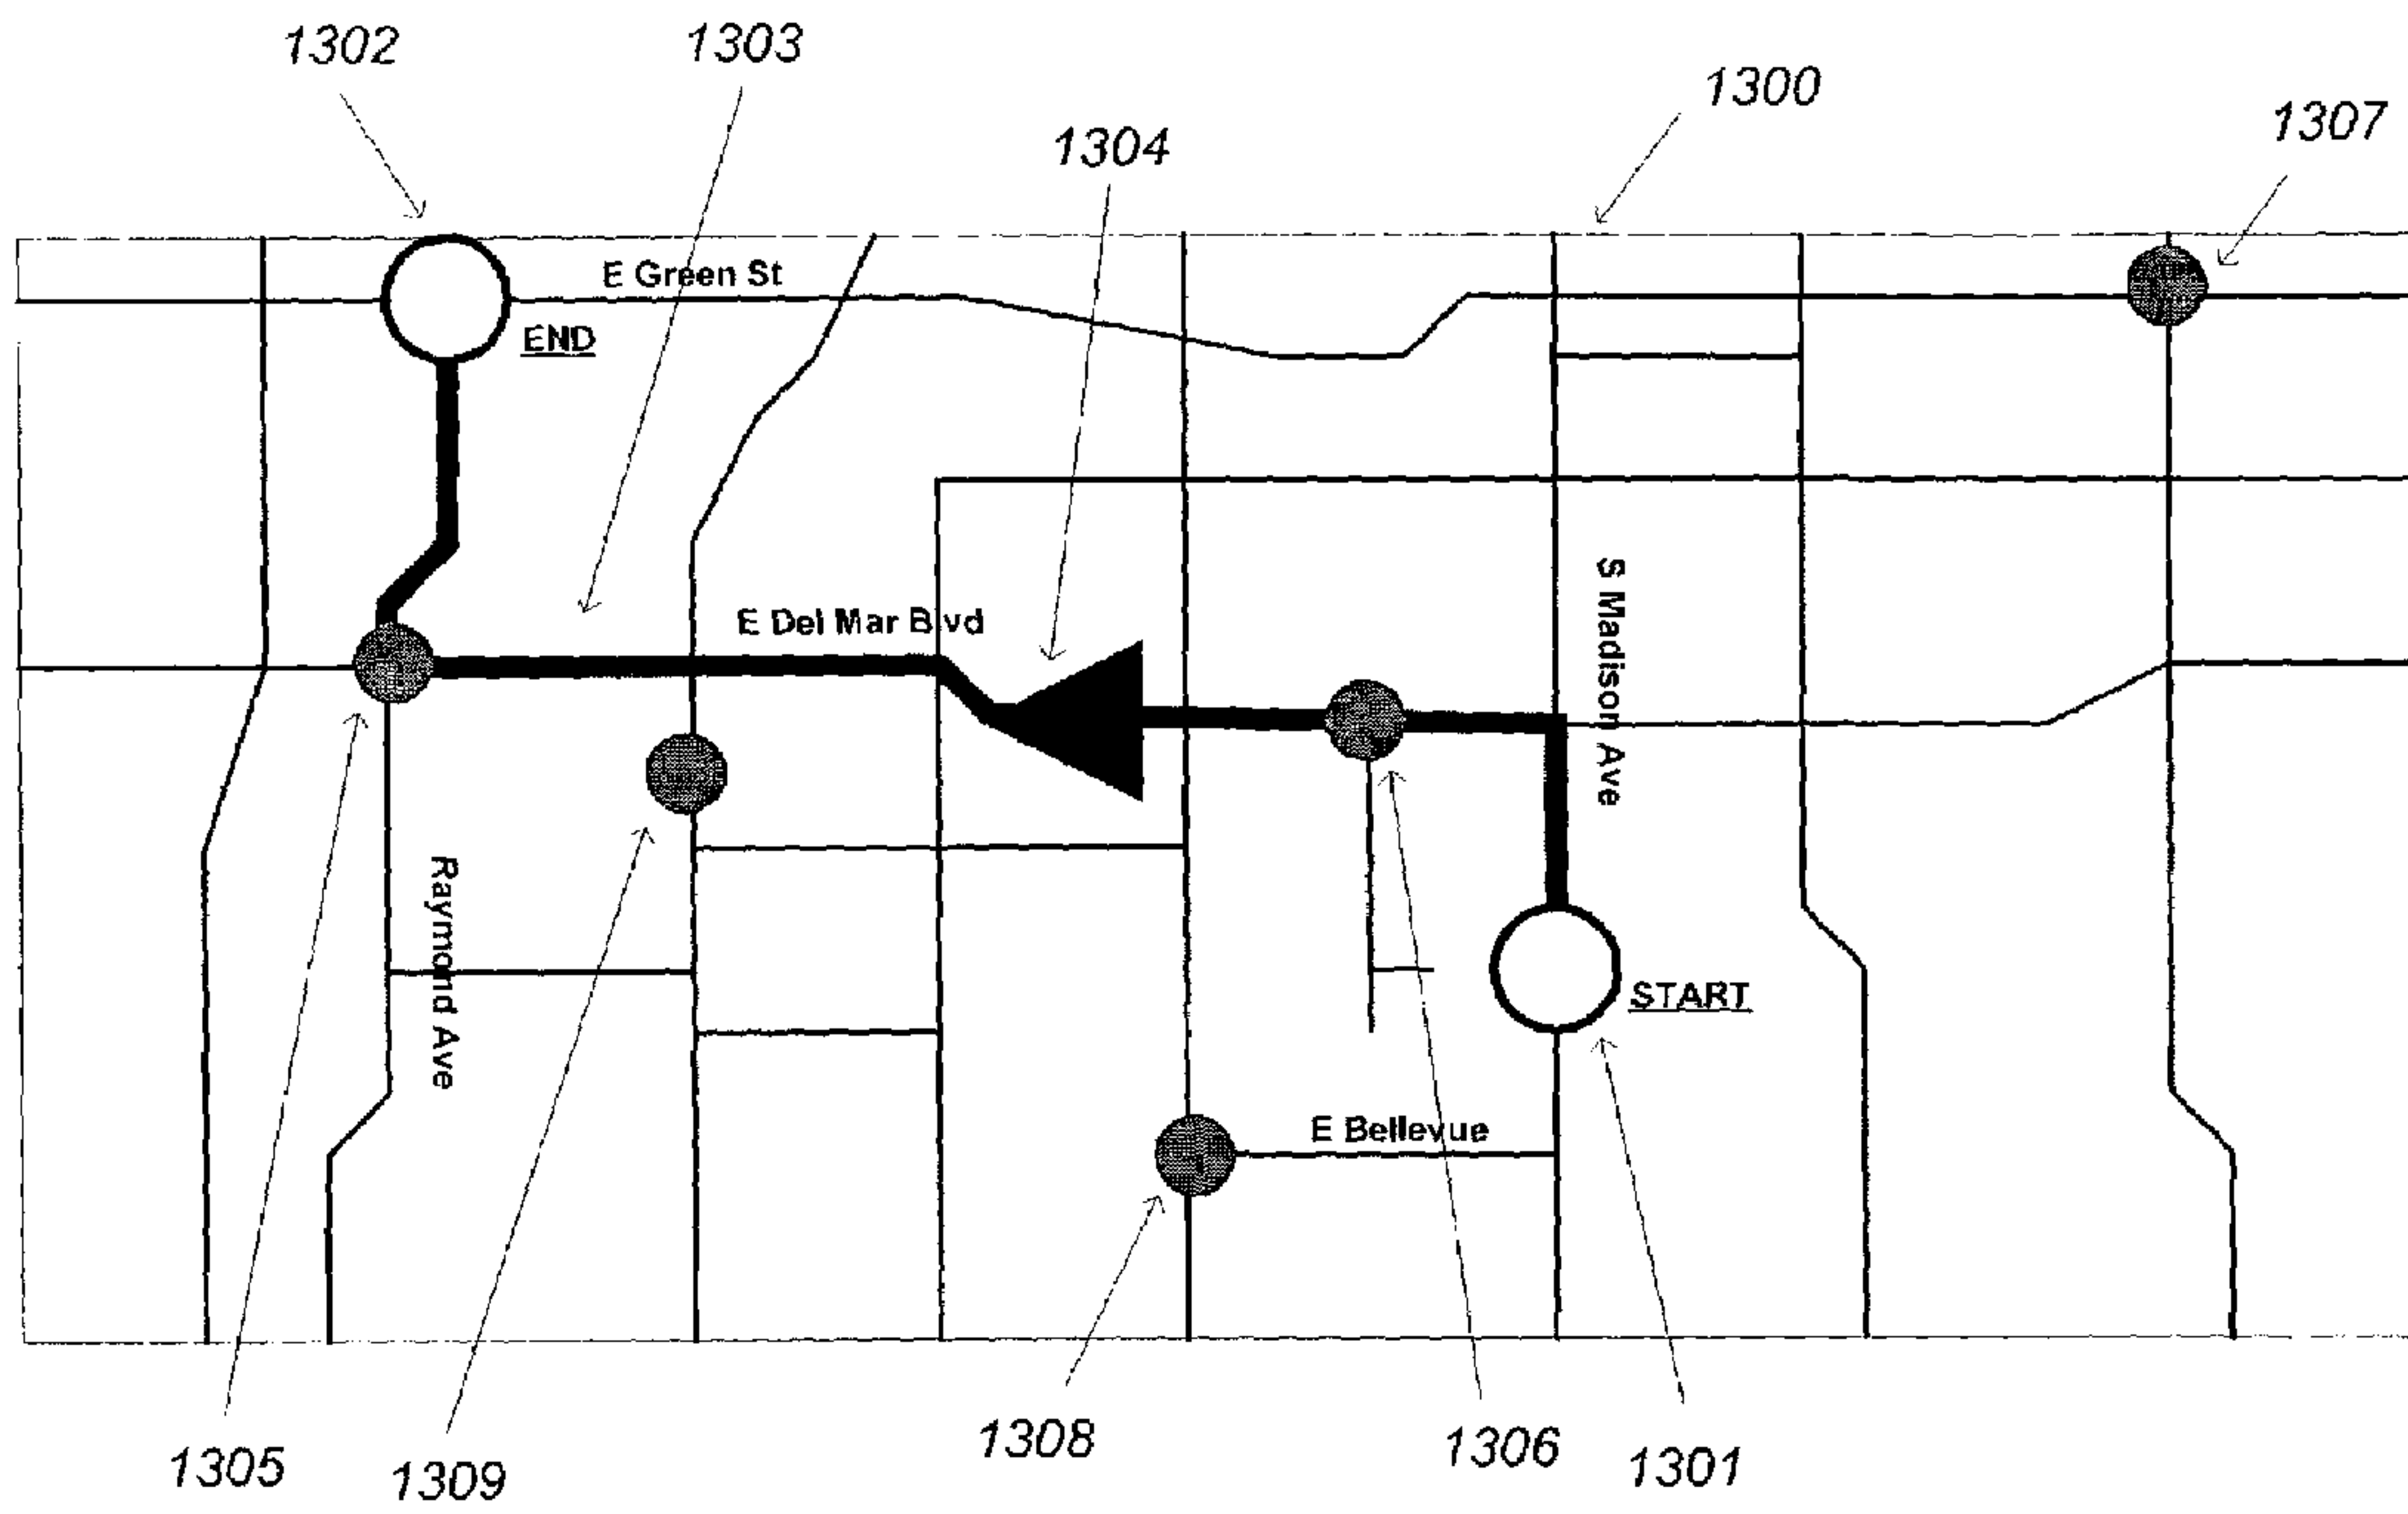 1302
1303
1300
1307
1304
E Green St
END
S Madison Ave
E Del Mar Blvd
Raymond Ave
START
E Bellevue
1308
1306
1301
1305
1309